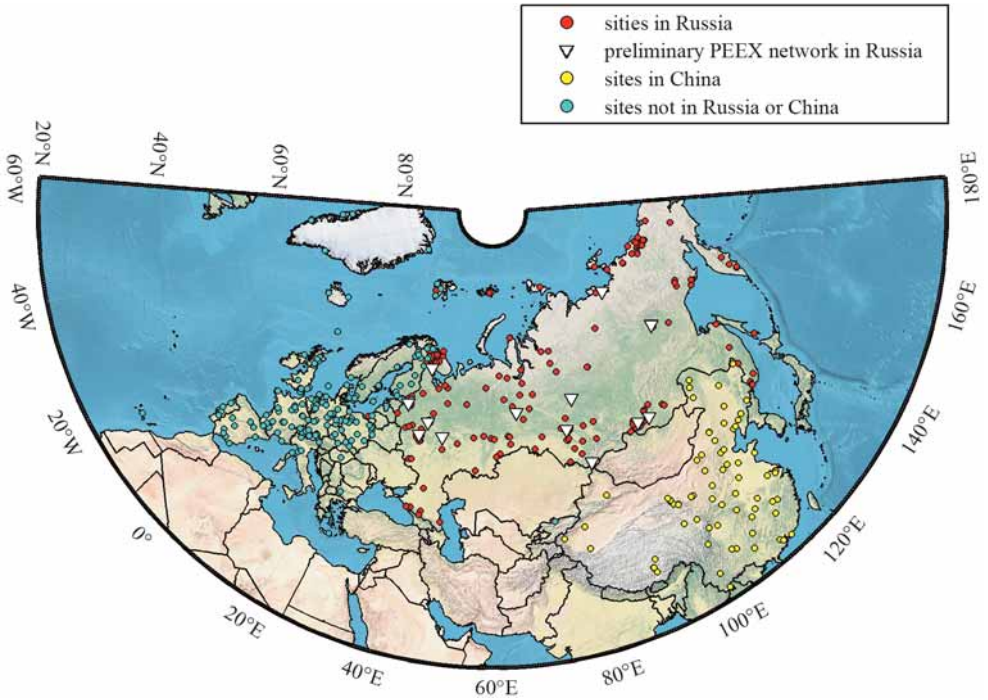 sities in Russia
preliminary PEEX network in Russia
sites in China
sites not in Russia or China
20°N
40°N
60°N
80°N
60°W
180°E
40°W
160°E
20°W
140°E
0°
120°E
20°E
100°E
40°E
80°E
60°E